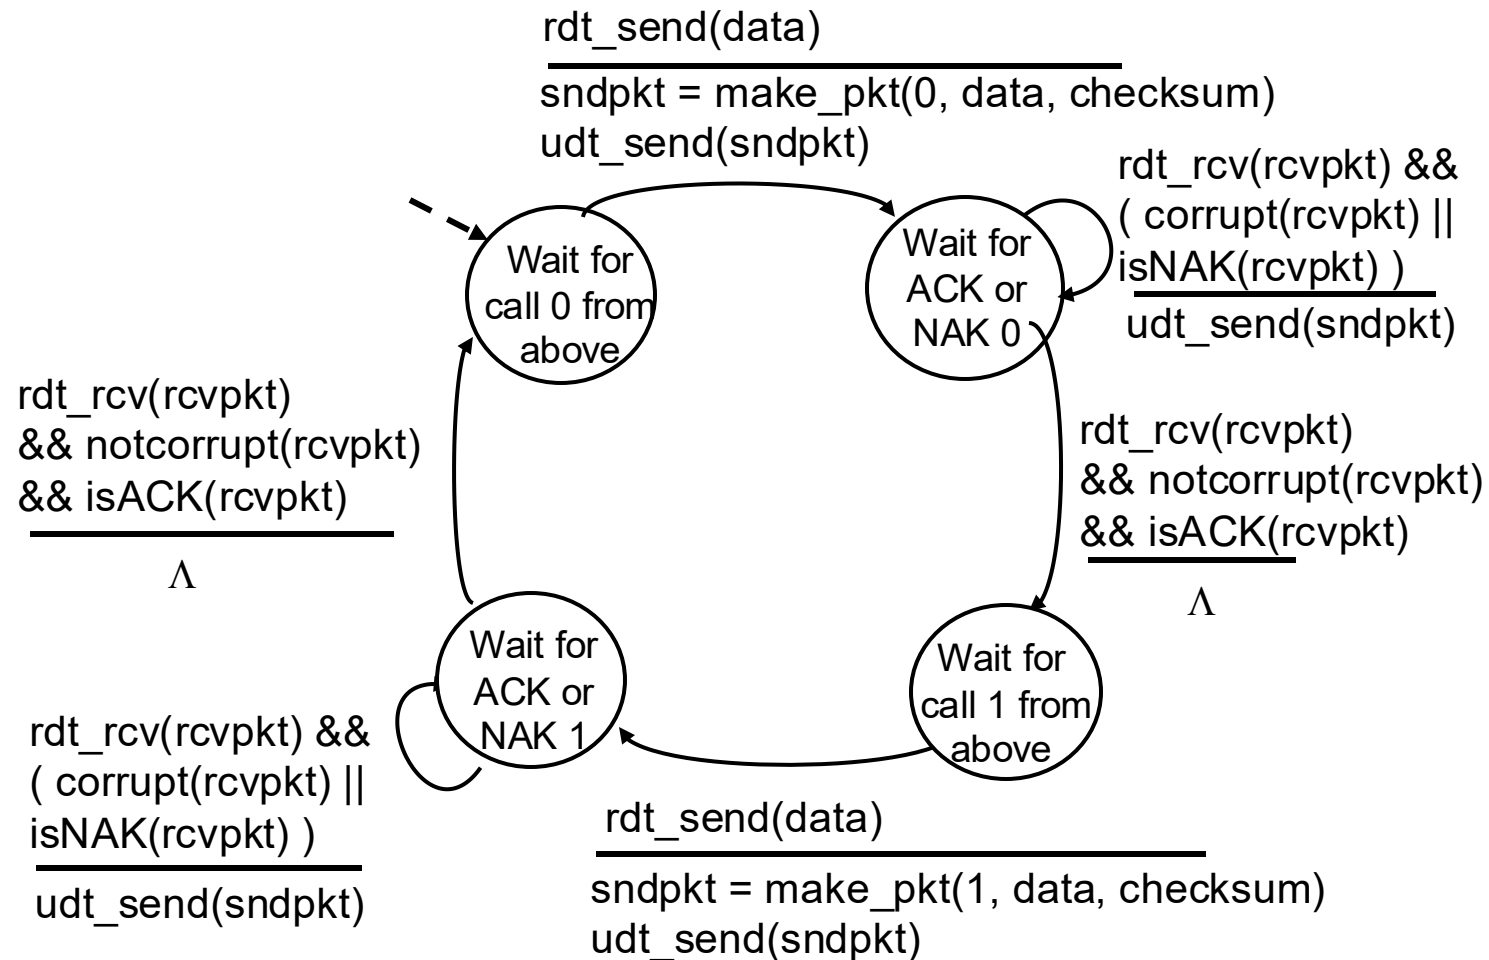 rdt_send(data)
sndpkt = make_pkt(0, data, checksum)
udt_send(sndpkt)
rdt_rcv(rcvpkt) &&
( corrupt(rcvpkt) ||
isNAK(rcvpkt) )
udt_send(sndpkt)
Wait for
call 0 from
above
Wait for
ACK or
NAK 0
rdt_rcv(rcvpkt)
&& notcorrupt(rcvpkt)
&& isACK(rcvpkt)
Λ
rdt_rcv(rcvpkt)
&& notcorrupt(rcvpkt)
&& isACK(rcvpkt)
Λ
Wait for
ACK or
NAK 1
Wait for
call 1 from
above
rdt_rcv(rcvpkt) &&
( corrupt(rcvpkt) ||
isNAK(rcvpkt) )
udt_send(sndpkt)
rdt_send(data)
sndpkt = make_pkt(1, data, checksum)
udt_send(sndpkt)